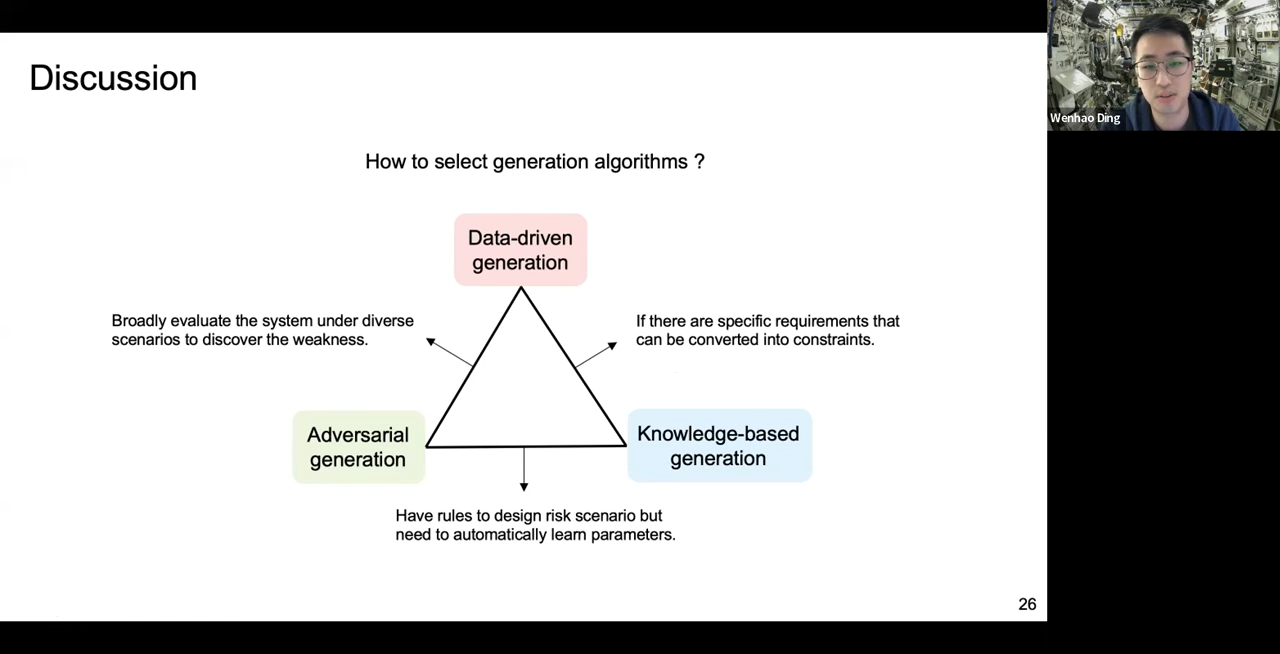 Discussion
Wenhao Ding
How to select generation algorithms ?
Data-driven
generation
Broadly evaluate the system under diverse
scenarios to discover the weakness.
If there are specific requirements that
can be converted into constraints.
Adversarial
generation
Knowledge-based
generation
Have rules to design risk scenario but
need to automatically learn parameters.
26